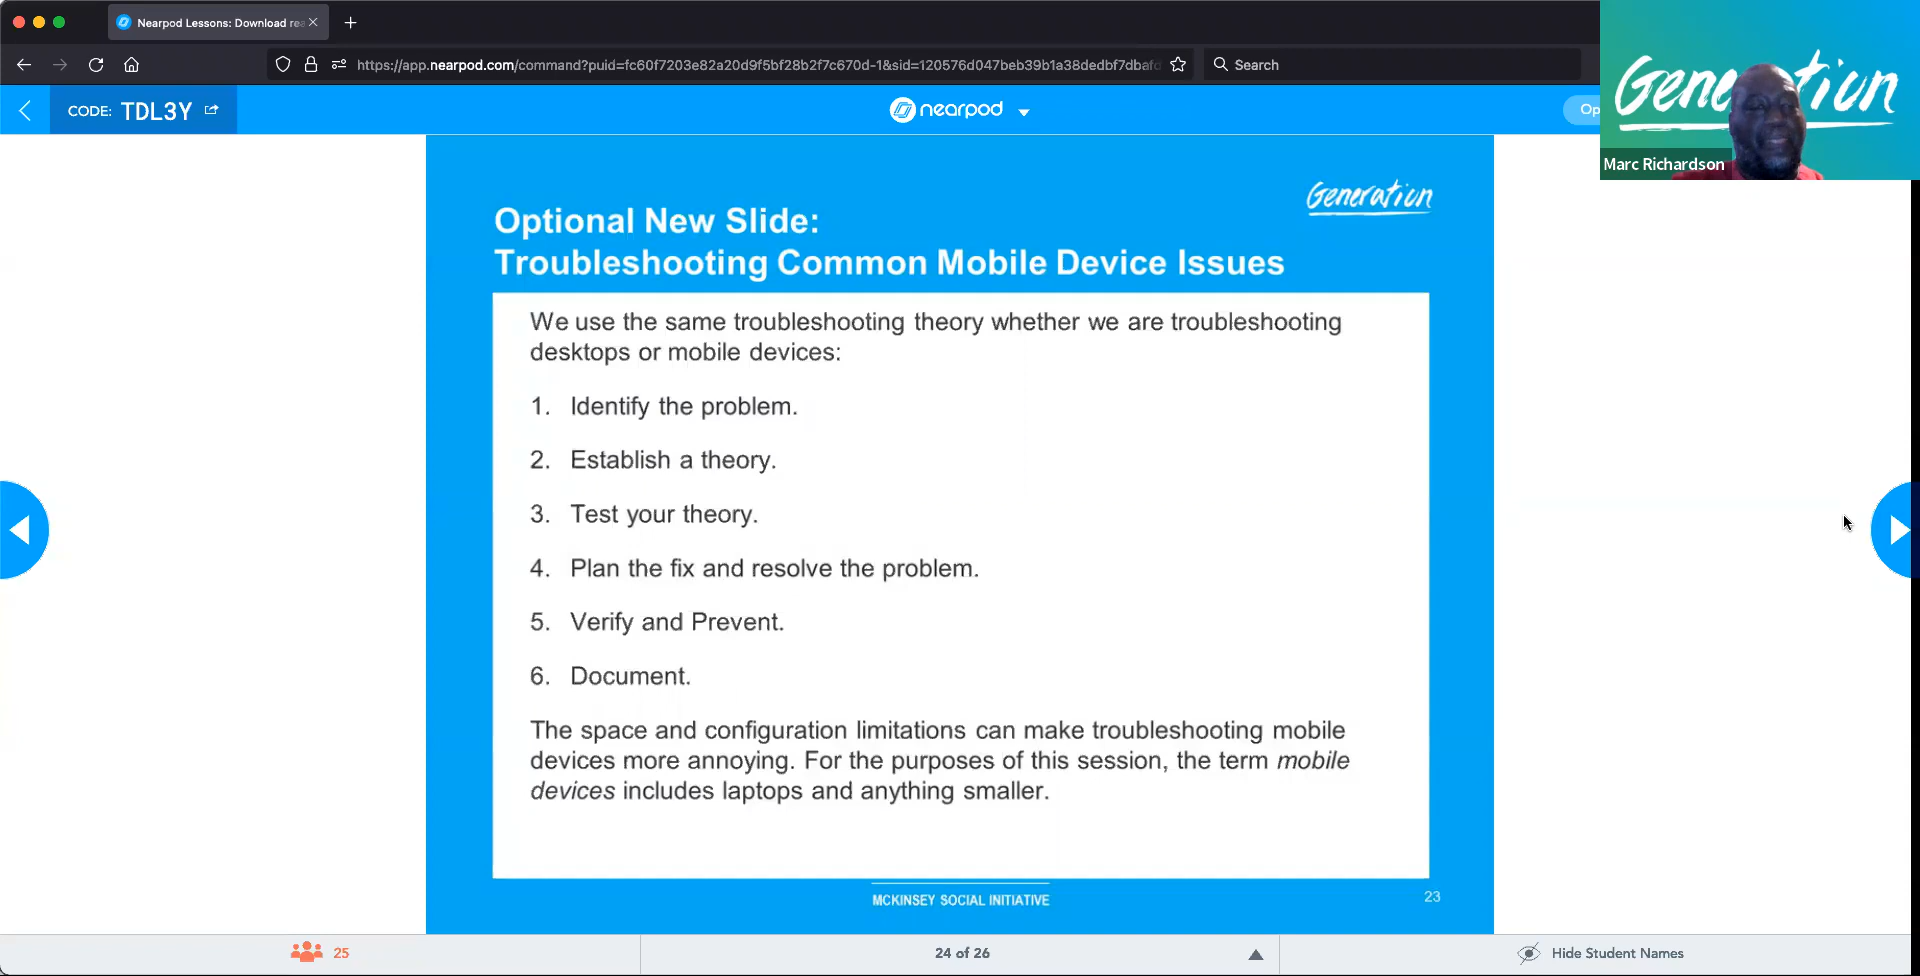 Nearpod Lessons: Download rea
https://app.nearpod.com/command?puid=fc60f7203e82a20d9f5bf28b2f7c670d-1&sid=120576d047beb39b1a38dedbf7dbafd
Search
CODE: TDL3Y
nearpod
Op
Generation
Marc Richardson
Generation
Optional New Slide:
Troubleshooting Common Mobile Device Issues
We use the same troubleshooting theory whether we are troubleshooting
desktops or mobile devices:
1. Identify the problem.
2. Establish a theory.
3. Test your theory.
4. Plan the fix and resolve the problem.
5. Verify and Prevent.
6. Document.
The space and configuration limitations can make troubleshooting mobile
devices more annoying. For the purposes of this session, the term mobile
devices includes laptops and anything smaller.
MCKINSEY SOCIAL INITIATIVE
23
25
24 of 26
Hide Student Names